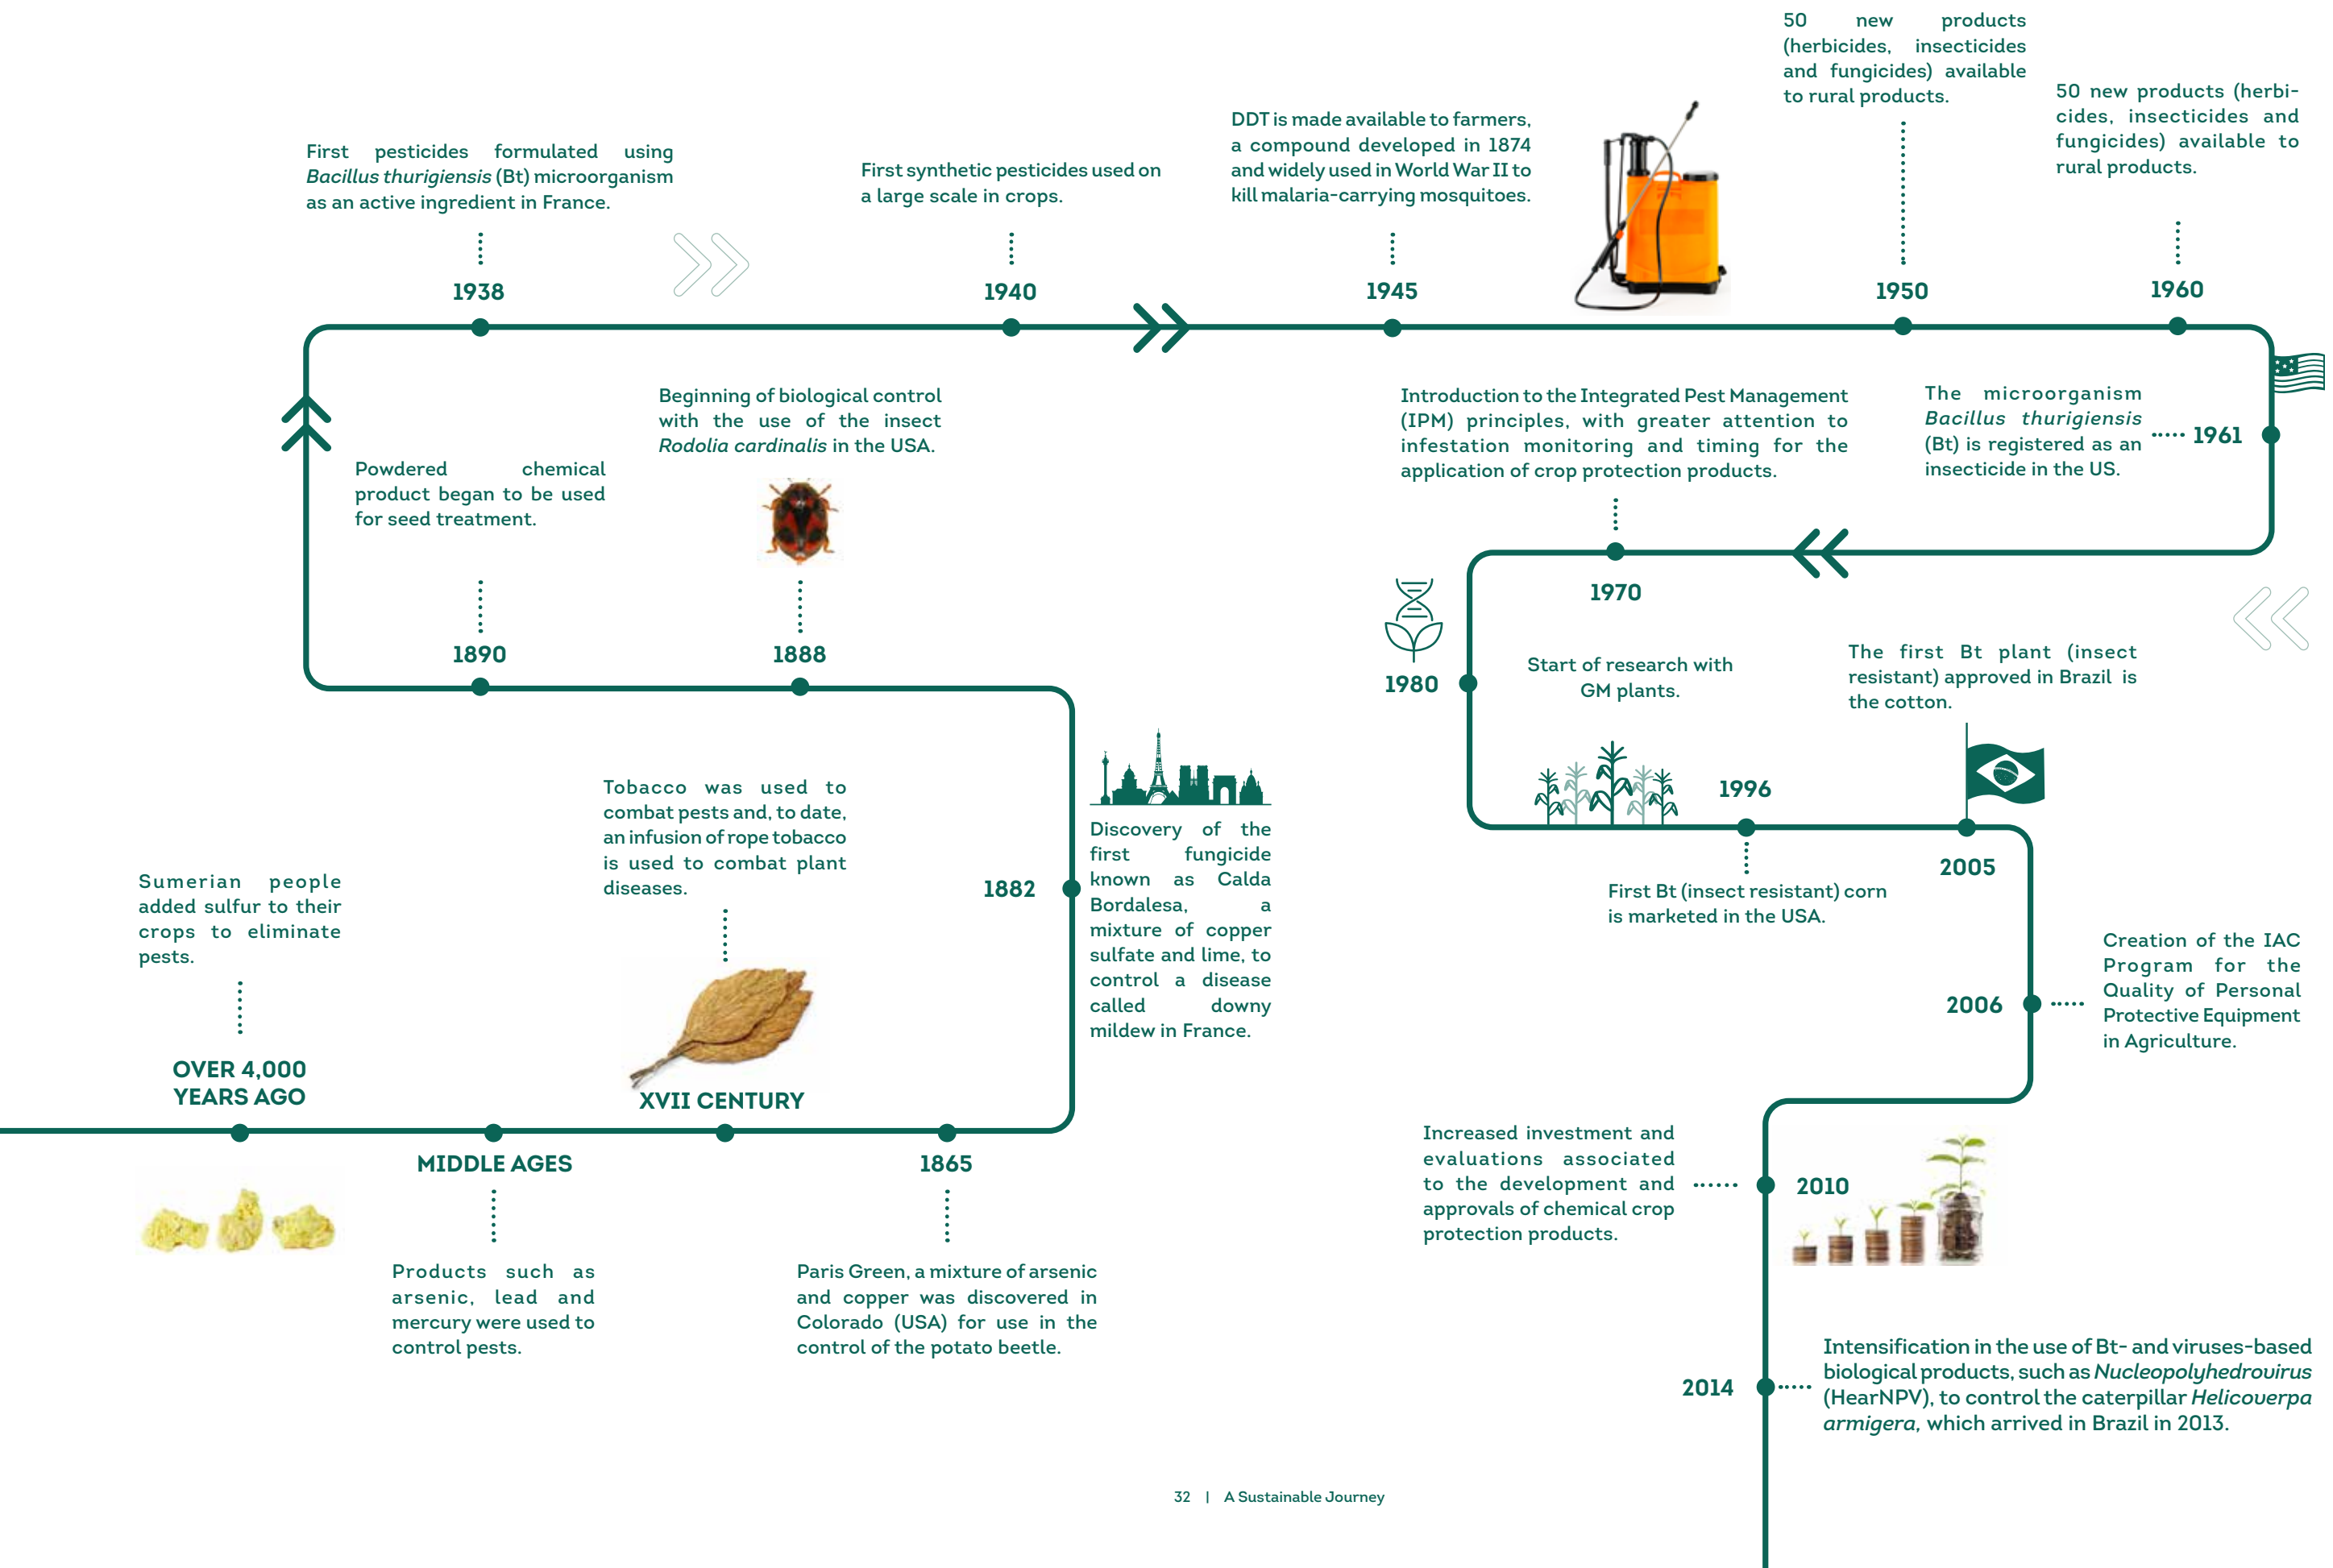 Sumerian people
added sulfur to their
crops to eliminate
pests.
OVER 4,000
YEARS AGO
MIDDLE AGES
Products such as
arsenic, lead and
mercury were used to
control pests.
Tobacco was used to
combat pests and, to date,
an infusion of rope tobacco
is used to combat plant
diseases.
XVII CENTURY
1865
Paris Green, a mixture of arsenic
and copper was discovered in
Colorado (USA) for use in the
control of the potato beetle.
1882
Discovery of the
first fungicide
known as Calda
Bordalesa, a
mixture of copper
sulfate and lime, to
control a disease
called downy
mildew in France.
Beginning of biological control
with the use of the insect
Rodolia cardinalis in the USA.
1888
Powdered chemical
product began to be used
for seed treatment.
1890
First pesticides formulated using
Bacillus thurigiensis (Bt) microorganism
as an active ingredient in France.
1938
First synthetic pesticides used on
a large scale in crops.
1940
DDT is made available to farmers,
a compound developed in 1874
and widely used in World War II to
kill malaria-carrying mosquitoes.
1945
50 new products
(herbicides, insecticides
and fungicides) available
to rural products.
1950
50 new products (herbi-
cides, insecticides and
fungicides) available to
rural products.
1960
The microorganism
Bacillus thurigiensis
(Bt) is registered as an
insecticide in the US.
1961
Introduction to the Integrated Pest Management
(IPM) principles, with greater attention to
infestation monitoring and timing for the
application of crop protection products.
1970
1980
Start of research with
GM plants.
1996
First Bt (insect resistant) corn
is marketed in the USA.
The first Bt plant (insect
resistant) approved in Brazil is
the cotton.
2005
2006
Creation of the IAC
Program for the
Quality of Personal
Protective Equipment
in Agriculture.
Increased investment and
evaluations associated
to the development and
approvals of chemical crop
protection products.
2010
2014
Intensification in the use of Bt- and viruses-based
biological products, such as Nucleopolyhedrovirus
(HearNPV), to control the caterpillar Helicoverpa
armigera, which arrived in Brazil in 2013.
32 | A Sustainable Journey